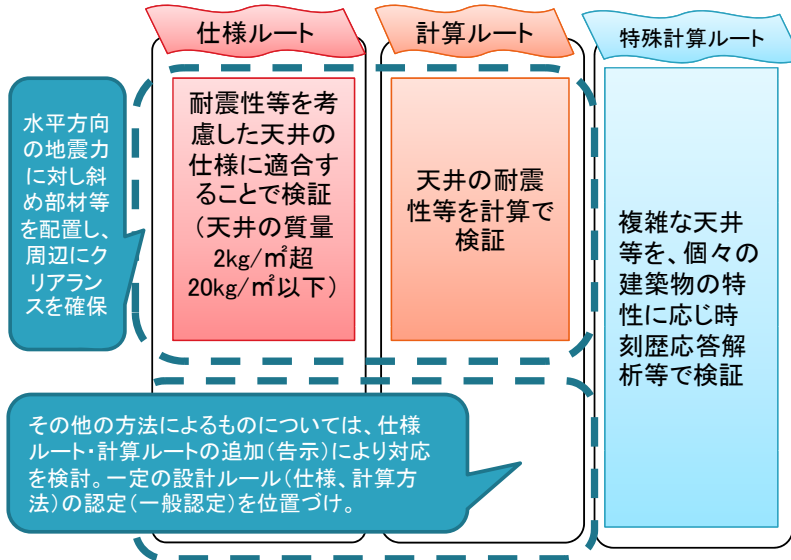 仕様ルート
計算ルート
特殊計算ルート
水平方向
の地震力
に対し斜
め部材等
を配置し、
周辺にク
リアラン
スを確保
耐震性等を考
慮した天井の
仕様に適合す
ることで検証
(天井の質量
2kg/㎡超
20kg/㎡以下)
天井の耐震
性等を計算で
検証
複雑な天井
等を、個々の
建築物の特
性に応じ時
刻歴応答解
析等で検証
その他の方法によるものについては、仕様
ルート・計算ルートの追加(告示)により対応
を検討。一定の設計ルール(仕様、計算方
法)の認定(一般認定)を位置づけ。